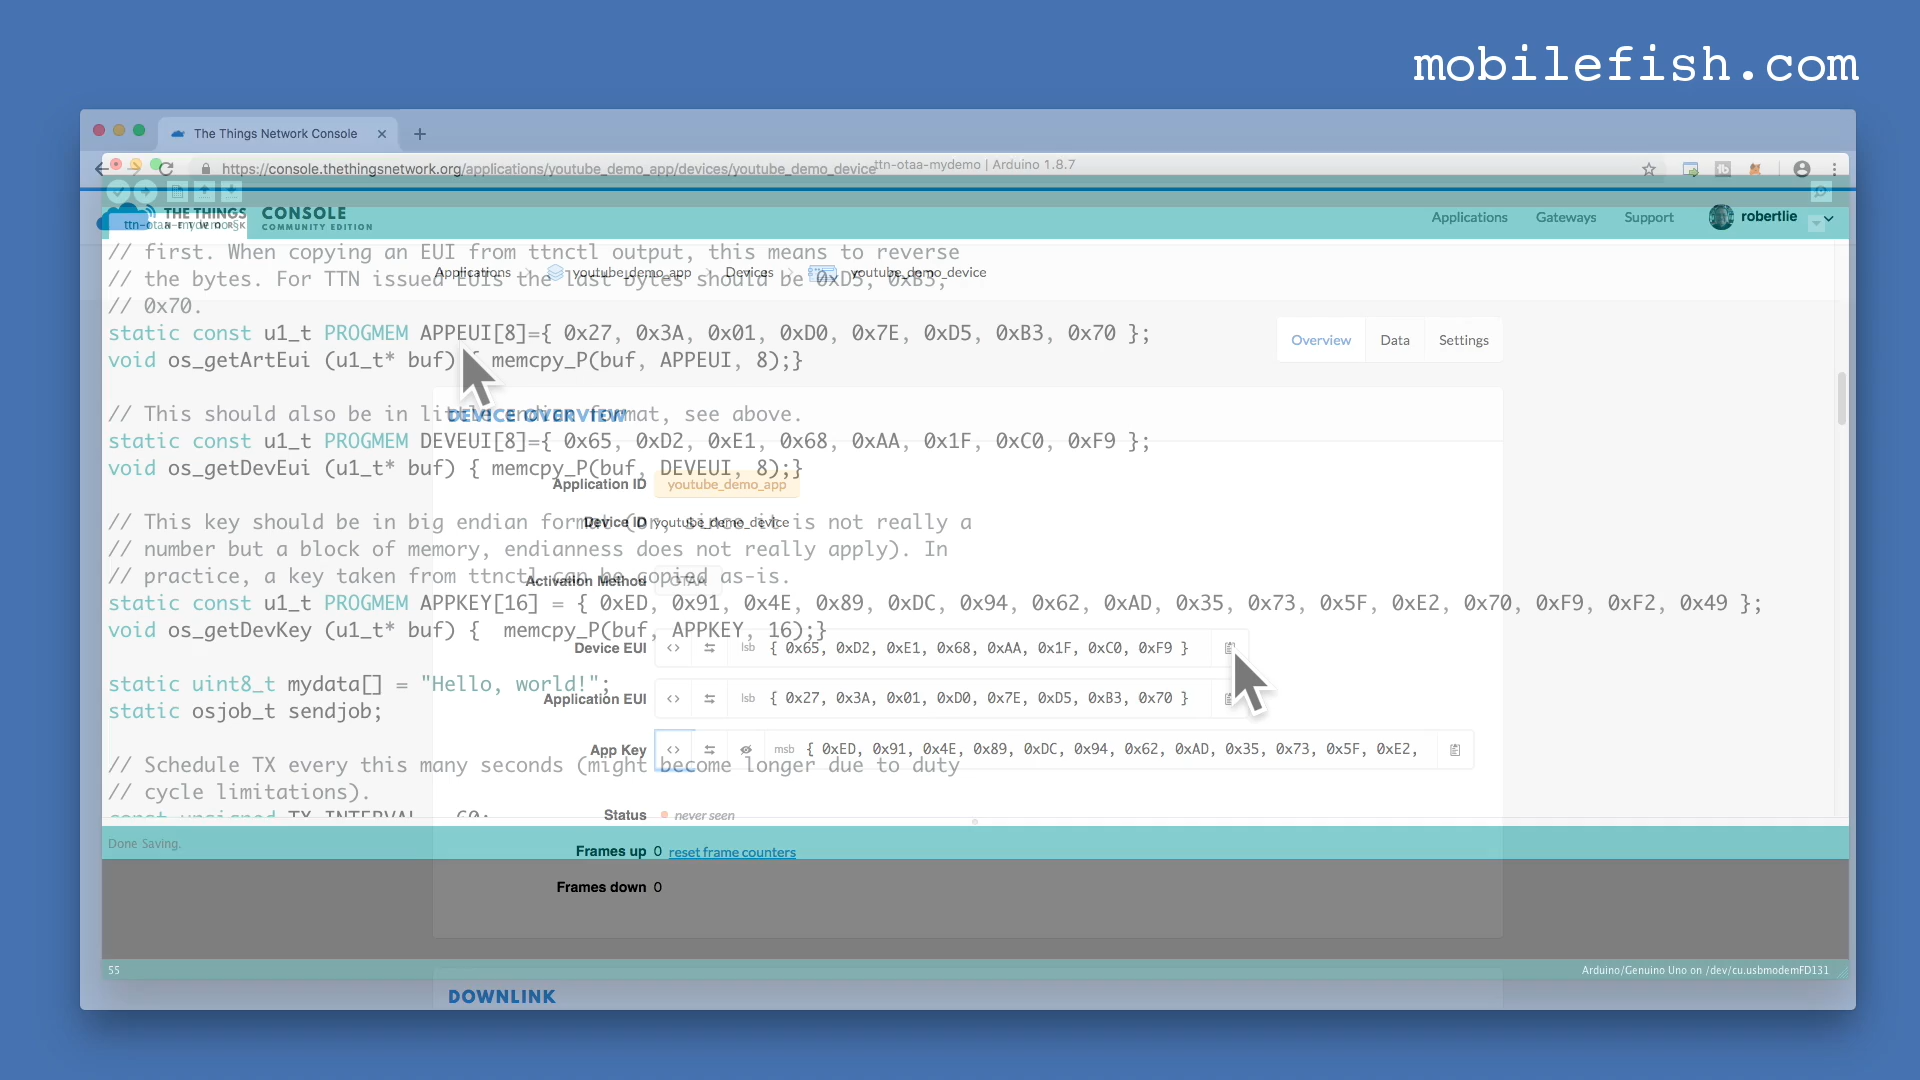 mobilefish.com
The Things Network Console
https://console.thethingsnetwork.org/applications/youtube_demo_app/devices/youtube_demo_device
ttn-otaa-mydemo | Arduino 1.8.7
THE THINGS
NETWORK
CONSOLE
COMMUNITY EDITION
Applications Gateways Support robertlie
ttn-otaa-mydemo§
Applications youtube_demo_app Devices youtube_demo_device
// first. When copying an EUI from ttnctl output, this means to reverse
// the bytes. For TTN issued EUIs the last bytes should be 0xD5, 0xB3,
// 0x70.
static const u1_t PROGMEM APPEUI[8]={ 0x27, 0x3A, 0x01, 0xD0, 0x7E, 0xD5, 0xB3, 0x70 };
void os_getArtEui (u1_t* buf) { memcpy_P(buf, APPEUI, 8);}
Overview Data Settings
// This should also be in little endian format, see above.
static const u1_t PROGMEM DEVEUI[8]={ 0x65, 0xD2, 0xE1, 0x68, 0xAA, 0x1F, 0xC0, 0xF9 };
void os_getDevEui (u1_t* buf) { memcpy_P(buf, DEVEUI, 8);}
// This key should be in big endian format (or, since it is not really a
// number but a block of memory, endianness does not really apply). In
// practice, a key taken from ttnctl can be copied as-is.
static const u1_t PROGMEM APPKEY[16] = { 0xED, 0x91, 0x4E, 0x89, 0xDC, 0x94, 0x62, 0xAD, 0x35, 0x73, 0x5F, 0xE2, 0x70, 0xF9, 0xF2, 0x49 };
void os_getDevKey (u1_t* buf) {  memcpy_P(buf, APPKEY, 16);}
static uint8_t mydata[] = "Hello, world!";
static osjob_t sendjob;
// Schedule TX every this many seconds (might become longer due to duty
// cycle limitations).
const unsigned TX_INTERVAL = 60;
DEVICE OVERVIEW
Application ID youtube_demo_app
Device ID youtube_demo_device
Activation Method OTAA
Device EUI lsb { 0x65, 0xD2, 0xE1, 0x68, 0xAA, 0x1F, 0xC0, 0xF9 }
Application EUI lsb { 0x27, 0x3A, 0x01, 0xD0, 0x7E, 0xD5, 0xB3, 0x70 }
App Key msb { 0xED, 0x91, 0x4E, 0x89, 0xDC, 0x94, 0x62, 0xAD, 0x35, 0x73, 0x5F, 0xE2,
Status never seen
Frames up 0 reset frame counters
Frames down 0
Done Saving.
55
Arduino/Genuino Uno on /dev/cu.usbmodemFD131
DOWNLINK